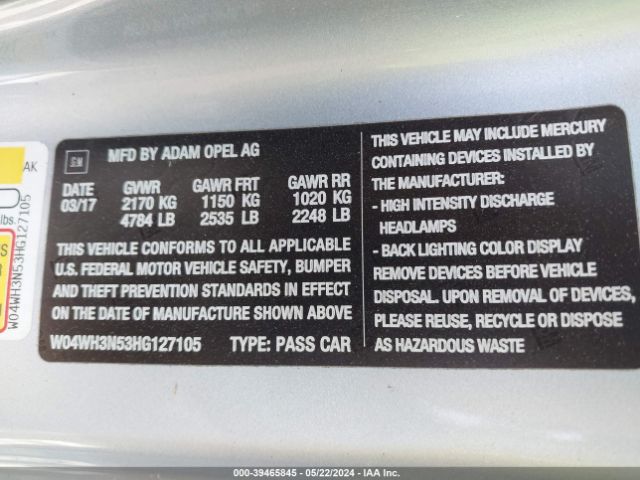 GM
MFD BY ADAM OPEL AG
DATE GVWR GAWR FRT GAWR RR
03/17 2170 KG 1150 KG 1020 KG
4784 LB 2535 LB 2248 LB
THIS VEHICLE CONFORMS TO ALL APPLICABLE
U.S. FEDERAL MOTOR VEHICLE SAFETY, BUMPER
AND THEFT PREVENTION STANDARDS IN EFFECT
ON THE DATE OF MANUFACTURE SHOWN ABOVE
W04WH3N53HG127105 TYPE: PASS CAR
THIS VEHICLE MAY INCLUDE MERCURY
CONTAINING DEVICES INSTALLED BY
THE MANUFACTURER:
- HIGH INTENSITY DISCHARGE
HEADLAMPS
- BACK LIGHTING COLOR DISPLAY
REMOVE DEVICES BEFORE VEHICLE
DISPOSAL. UPON REMOVAL OF DEVICES,
PLEASE REUSE, RECYCLE OR DISPOSE
AS HAZARDOUS WASTE
AK
lbs.
W04WH3N53HG127105
000-39465845 - 05/22/2024 - IAA Inc.